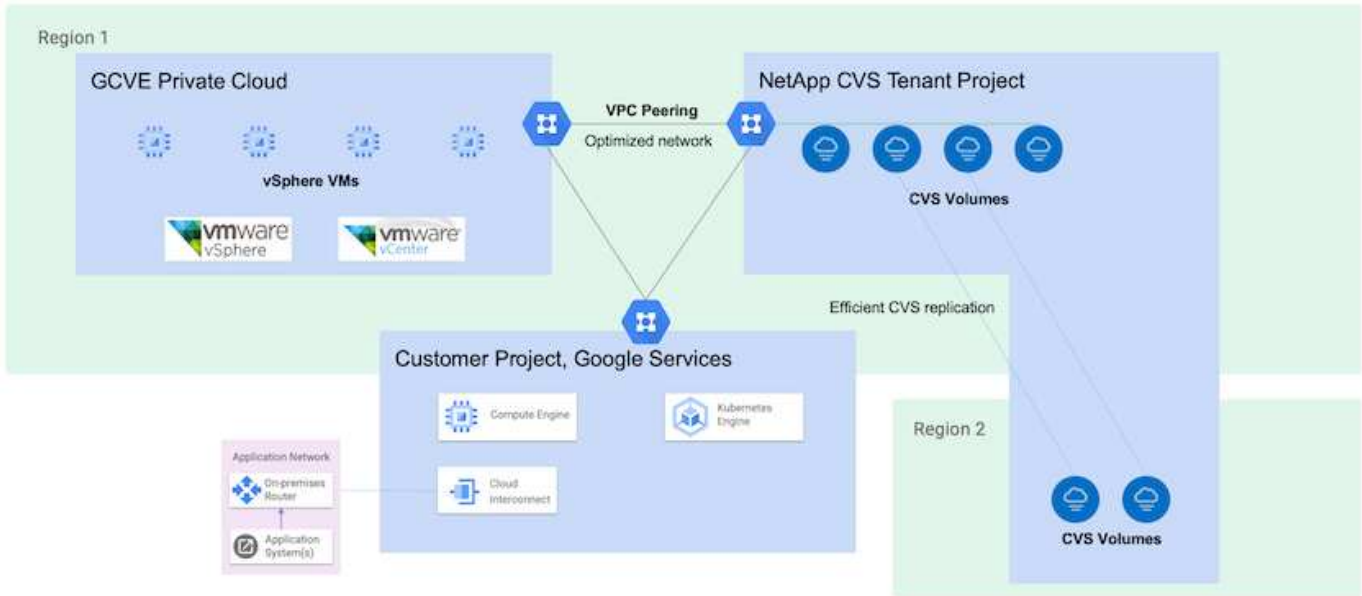 Region 1
GCVE Private Cloud
vSphere VMs
vmware
vSphere
vmware
vCenter
VPC Peering
Optimized network
NetApp CVS Tenant Project
CVS Volumes
Efficient CVS replication
Customer Project, Google Services
Compute Engine
Kubernetes
Engine
Cloud
Interconnect
Application Network
On-premises
Router
Application
System(s)
Region 2
CVS Volumes